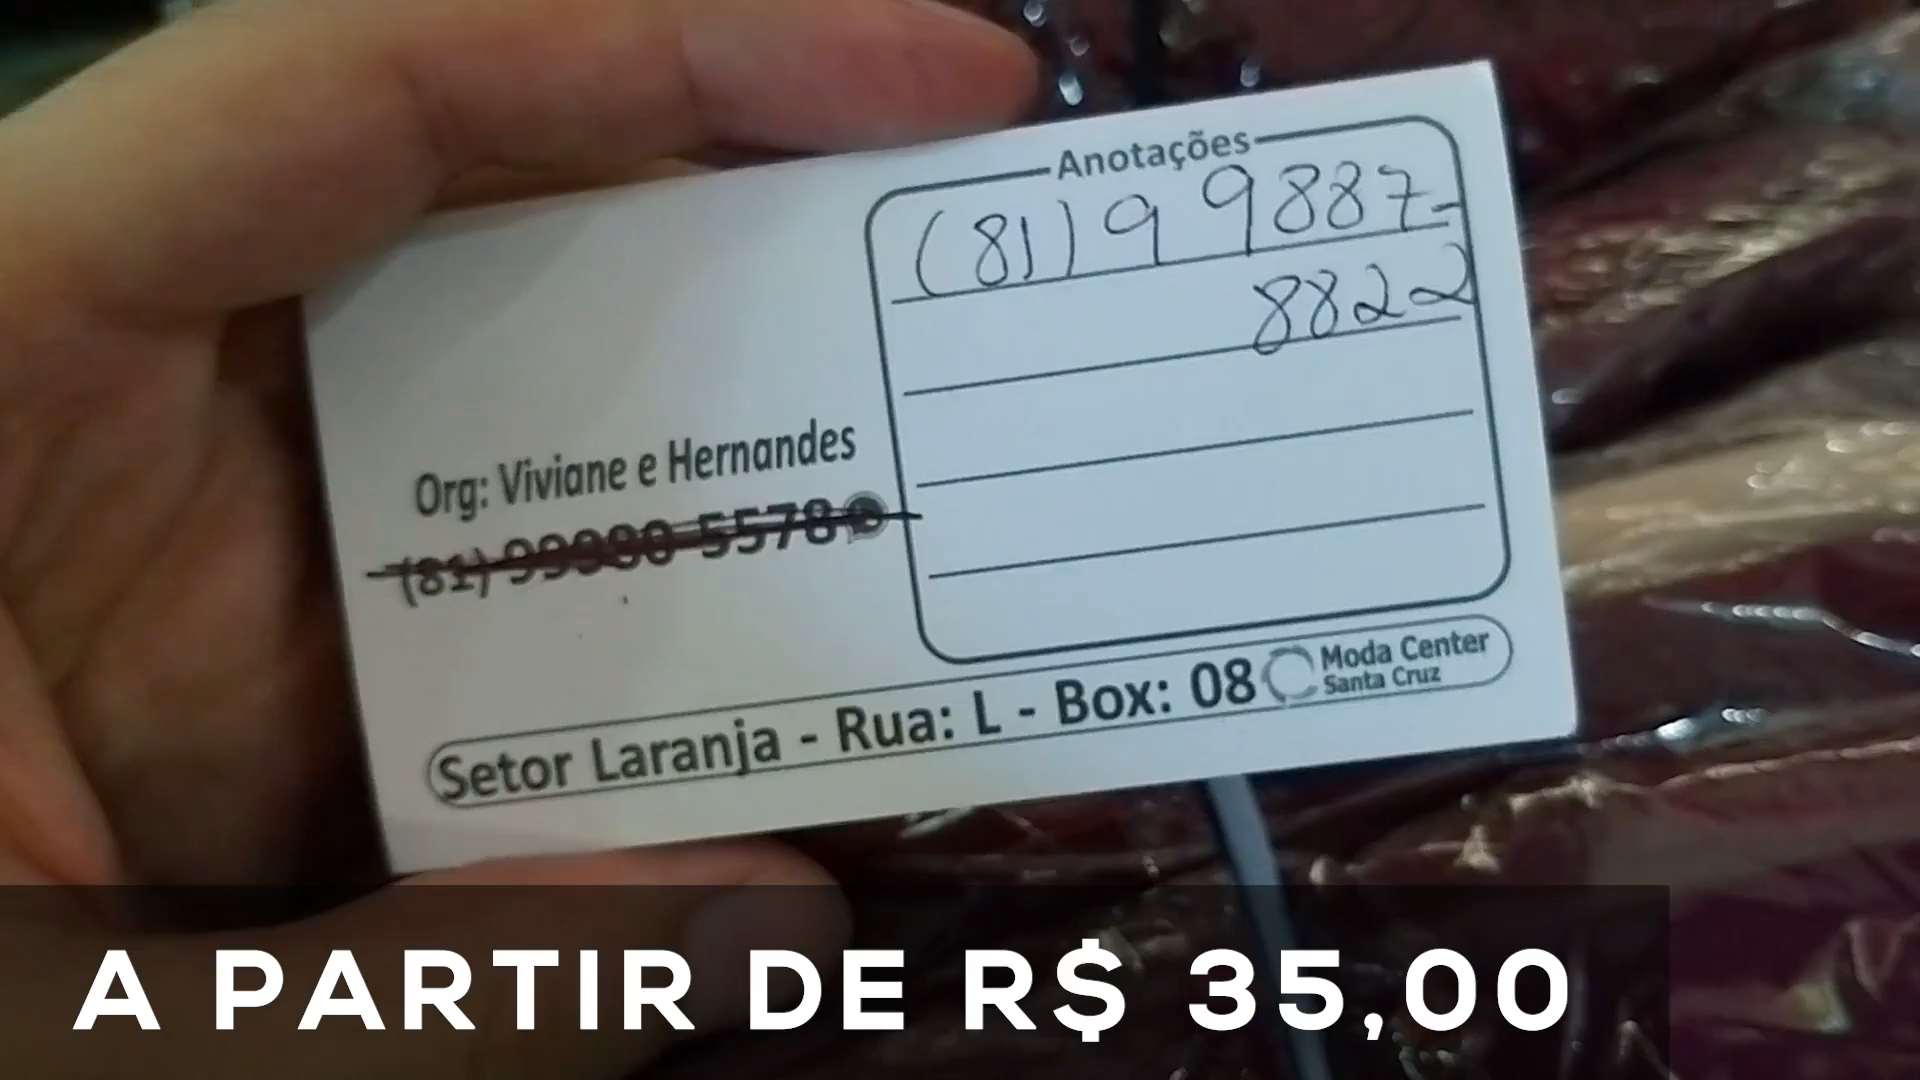 Anotações
(81) 9 9887-
8822
Org: Viviane e Hernandes
(81) 99980-5578
Setor Laranja - Rua: L - Box: 08
Moda Center
Santa Cruz
A PARTIR DE R$ 35,00